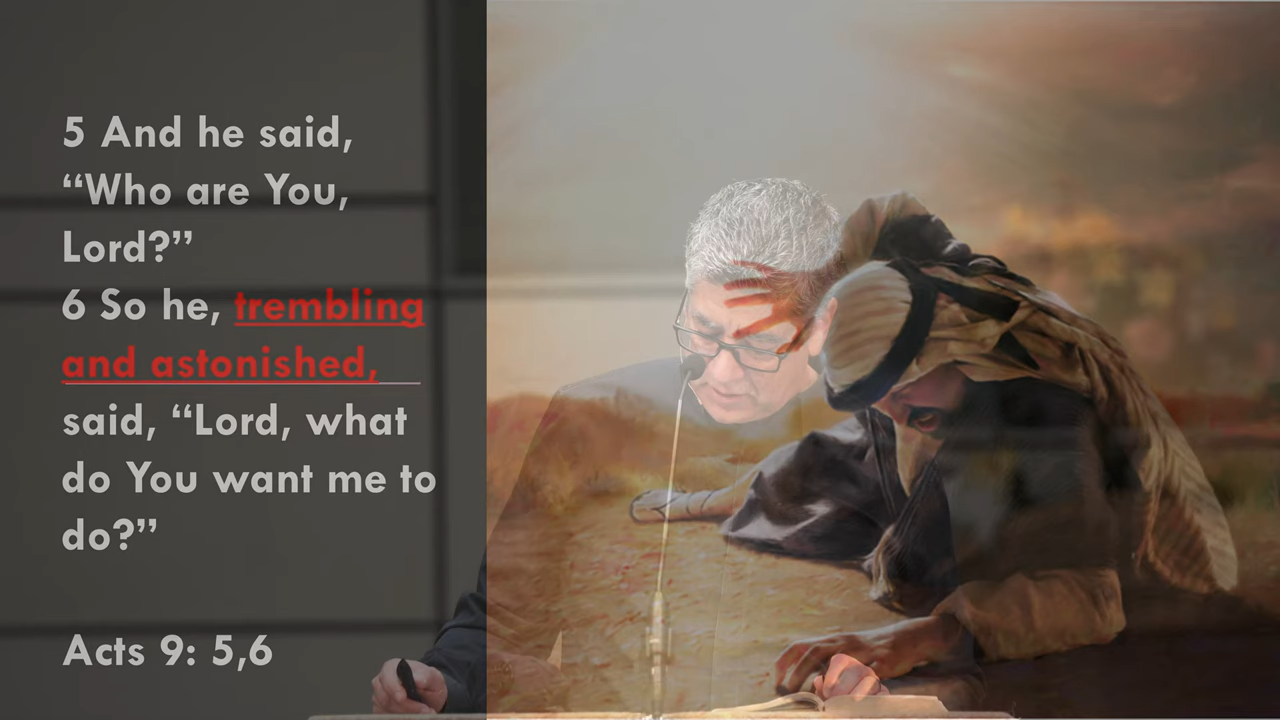 5 And he said,
“Who are You,
Lord?”
6 So he, trembling
and astonished,
said, “Lord, what
do You want me to
do?”
Acts 9: 5,6